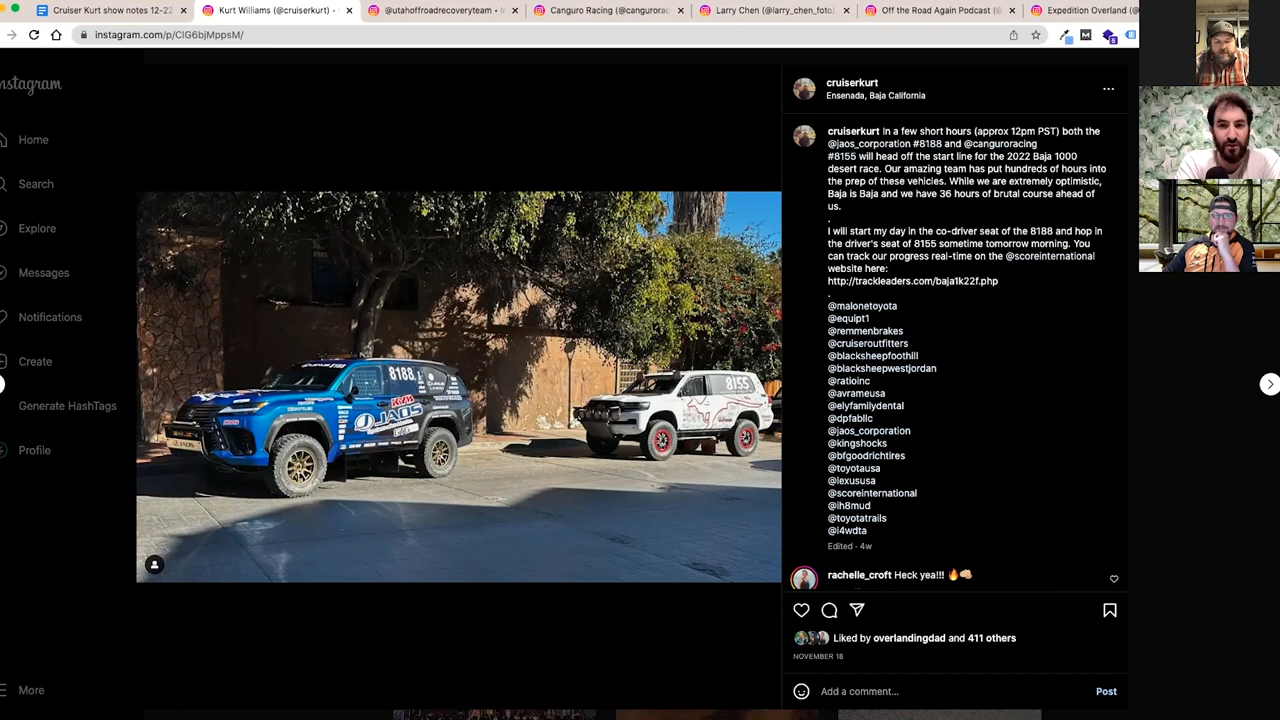 Cruiser Kurt show notes 12-22
Kurt Williams (@cruiserkurt) ·
@utahoffroadrecoveryteam
Canguro Racing
Larry Chen (@larry_chen_foto)
Off the Road Again Podcast
Expedition Overland
instagram.com/p/ClG6bjMppsM/
Home
Search
Explore
Messages
Notifications
Create
Generate HashTags
Profile
More
8188
KYM
JAOS
8155
cruiserkurt
Ensenada, Baja California
cruiserkurt In a few short hours (approx 12pm PST) both the
@jaos_corporation #8188 and @canguroracing
#8155 will head off the start line for the 2022 Baja 1000
desert race. Our amazing team has put hundreds of hours into
the prep of these vehicles. While we are extremely optimistic,
Baja is Baja and we have 36 hours of brutal course ahead of
us.
.
I will start my day in the co-driver seat of the 8188 and hop in
the driver's seat of 8155 sometime tomorrow morning. You
can track our progress real-time on the @scoreinternational
website here:
http://trackleaders.com/baja1k22f.php
.
@malonetoyota
@equipt1
@remmenbrakes
@cruiseroutfitters
@blacksheepfoothill
@blacksheepwestjordan
@ratioinc
@avrameusa
@elyfamilydental
@dpfabllc
@jaos_corporation
@kingshocks
@bfgoodrichtires
@toyotausa
@lexususa
@scoreinternational
@ih8mud
@toyotatrails
@i4wdta
Edited · 4w
rachelle_croft Heck yea!!! 🔥👊🏻
Liked by overlandingdad and 411 others
NOVEMBER 18
Add a comment...
Post